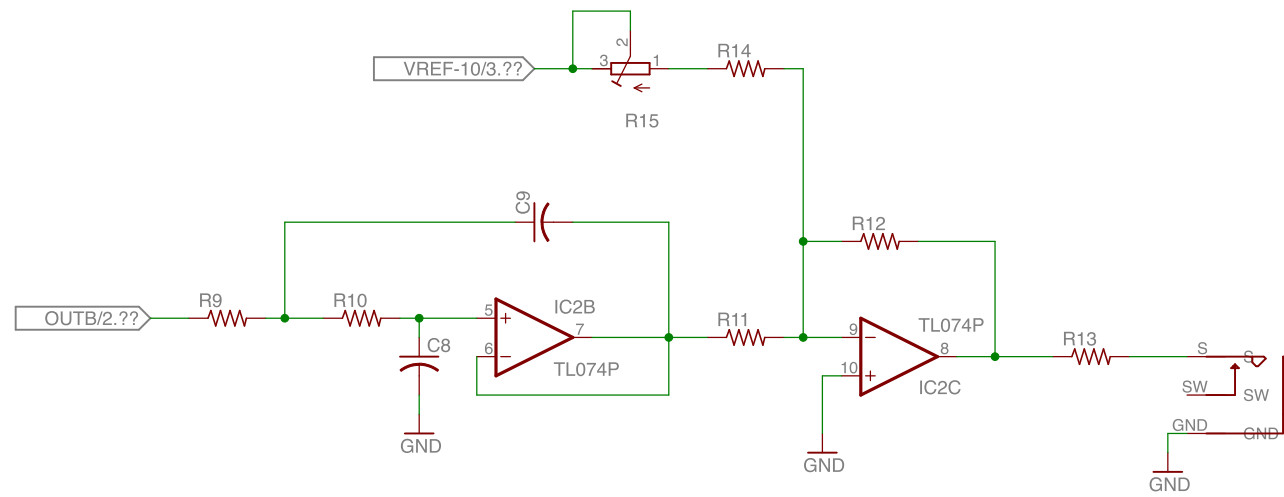 2
R14
VREF-10/3.??
3
1
R15
C9
R12
R9
R10
IC2B
5
+
7
R11
TL074P
9
-
8
R13
S
S
C8
6
-
TL074P
10
+
IC2C
SW
SW
GND
GND
GND
GND
GND
OUTB/2.??